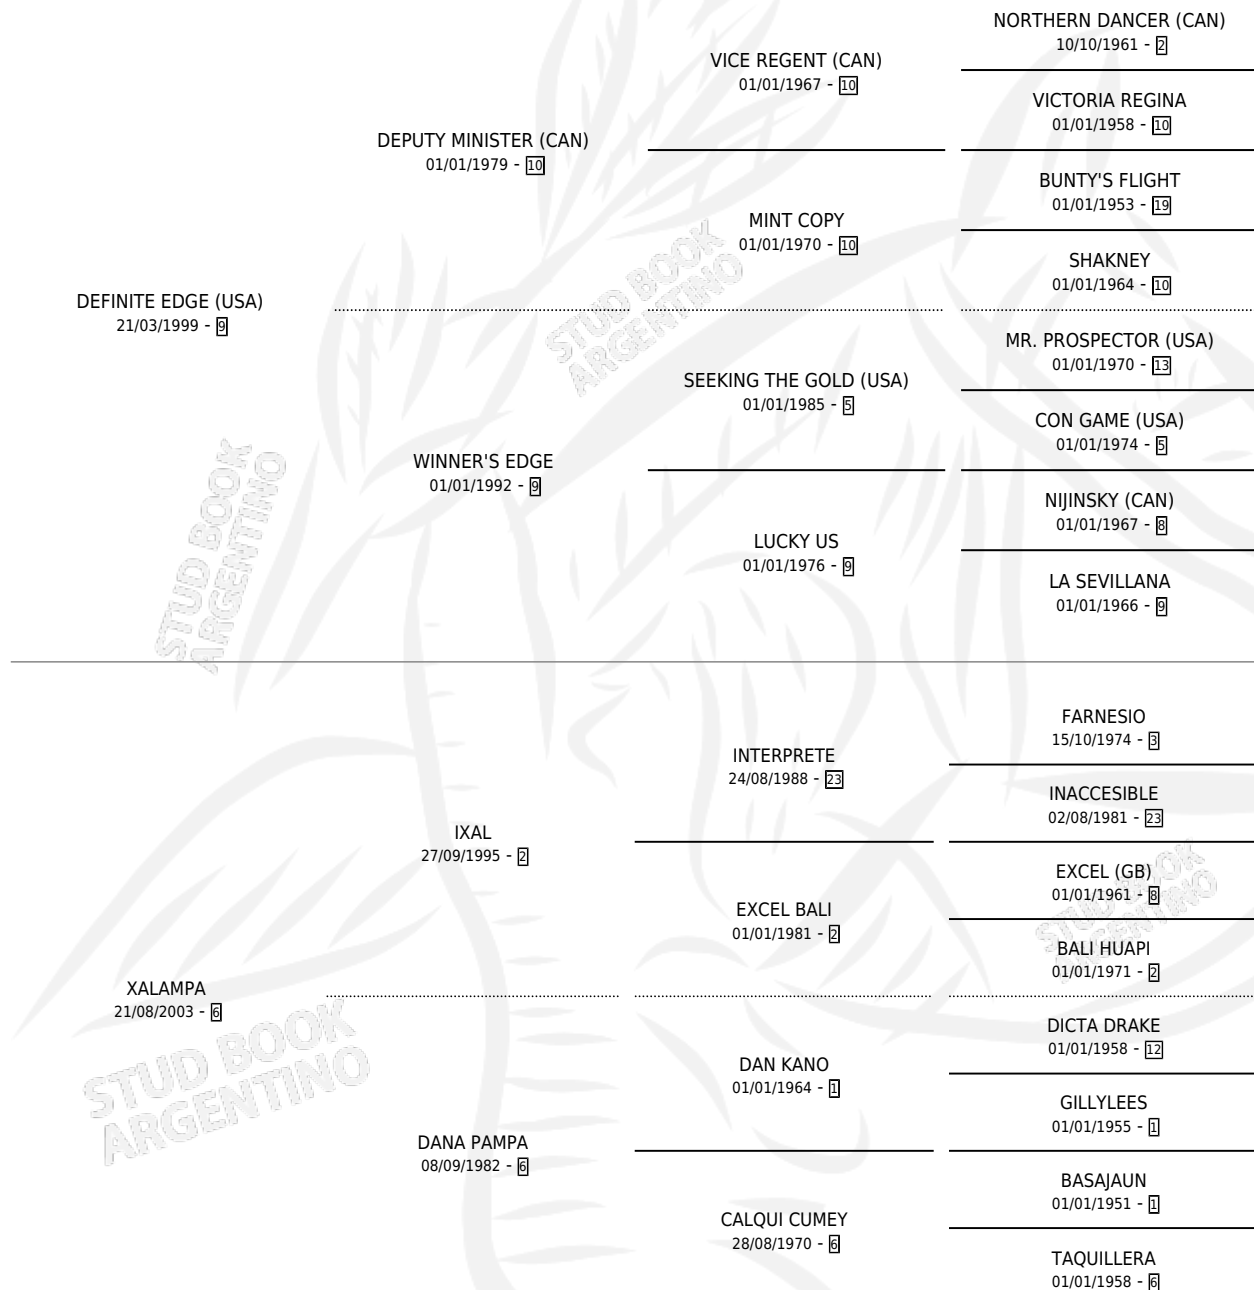 NORTHERN DANCER (CAN)
10/10/1961 - 2
VICE REGENT (CAN)
01/01/1967 - 10
VICTORIA REGINA
01/01/1958 - 10
DEPUTY MINISTER (CAN)
01/01/1979 - 10
BUNTY'S FLIGHT
01/01/1953 - 19
MINT COPY
01/01/1970 - 10
SHAKNEY
01/01/1964 - 10
DEFINITE EDGE (USA)
21/03/1999 - 9
MR. PROSPECTOR (USA)
01/01/1970 - 13
SEEKING THE GOLD (USA)
01/01/1985 - 5
CON GAME (USA)
01/01/1974 - 5
WINNER'S EDGE
01/01/1992 - 9
NIJINSKY (CAN)
01/01/1967 - 8
LUCKY US
01/01/1976 - 9
LA SEVILLANA
01/01/1966 - 9
FARNESIO
15/10/1974 - 3
INTERPRETE
24/08/1988 - 23
INACCESIBLE
02/08/1981 - 23
IXAL
27/09/1995 - 2
EXCEL (GB)
01/01/1961 - 8
EXCEL BALI
01/01/1981 - 2
BALI HUAPI
01/01/1971 - 2
XALAMPA
21/08/2003 - 6
DICTA DRAKE
01/01/1958 - 12
DAN KANO
01/01/1964 - 1
GILLYLEES
01/01/1955 - 1
DANA PAMPA
08/09/1982 - 6
BASAJAUN
01/01/1951 - 1
CALQUI CUMEY
28/08/1970 - 6
TAQUILLERA
01/01/1958 - 6
STUD BOOK
ARGENTINO
STUD BOOK
ARGENTINO
STUD BOOK
ARGENTINO
STUD BOOK
ARGENTINO